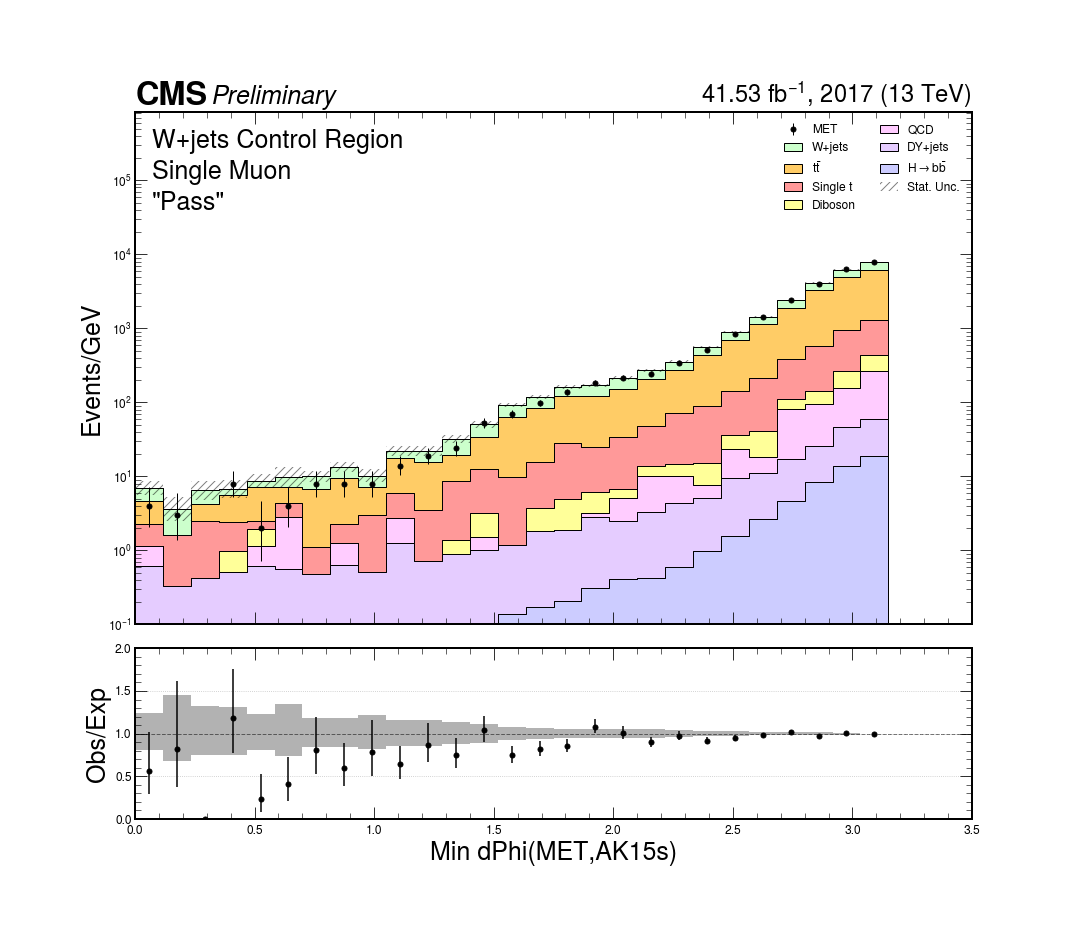 CMS Preliminary
41.53 fb⁻¹, 2017 (13 TeV)
W+jets Control Region
Single Muon
"Pass"
MET
W+jets
tt̄
Single t
Diboson
QCD
DY+jets
H→bb̄
Stat. Unc.
Events/GeV
10⁵
10⁴
10³
10²
10¹
10⁰
10⁻¹
Obs/Exp
2.0
1.5
1.0
0.5
0.0
0.0 0.5 1.0 1.5 2.0 2.5 3.0 3.5
Min dPhi(MET,AK15s)